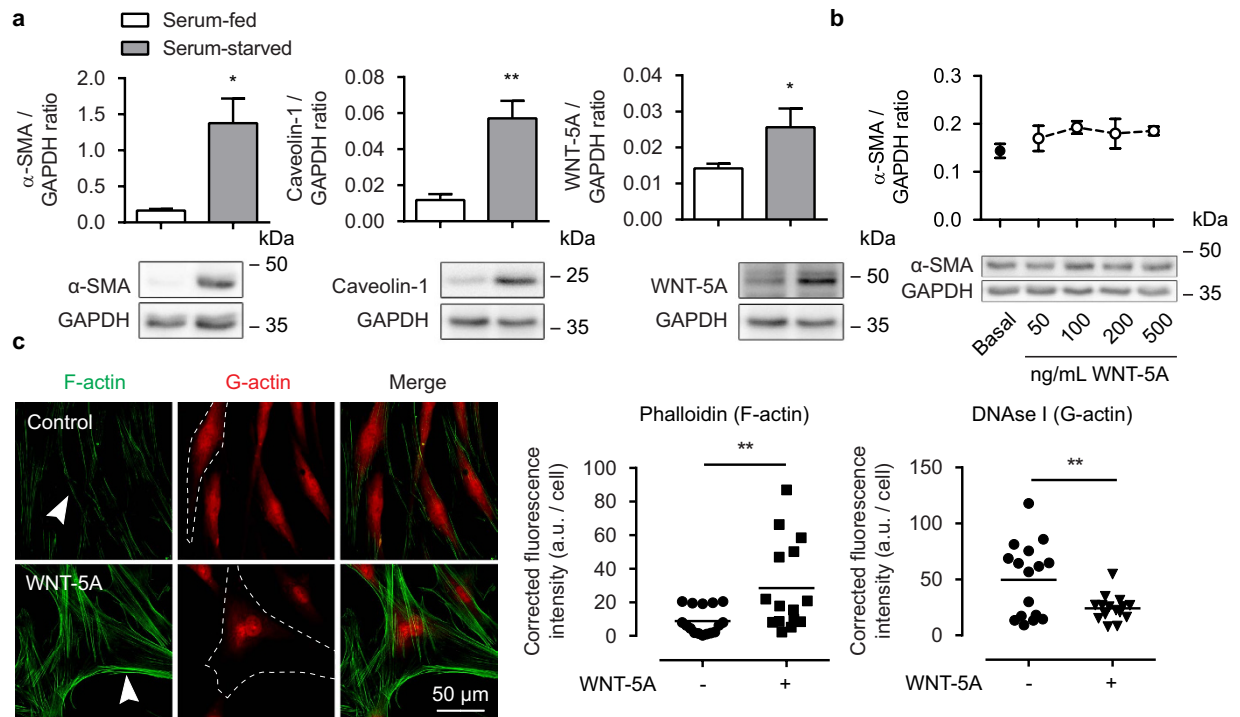 a
Serum-fed
Serum-starved
α-SMA /
GAPDH ratio
2.0
1.5
1.0
0.5
0.0
*
kDa
α-SMA
– 50
GAPDH
– 35
Caveolin-1 /
GAPDH ratio
0.08
0.06
0.04
0.02
0.00
**
kDa
Caveolin-1
– 25
GAPDH
– 35
WNT-5A /
GAPDH ratio
0.04
0.03
0.02
0.01
0.00
*
kDa
WNT-5A
– 50
GAPDH
– 35
b
α-SMA /
GAPDH ratio
0.3
0.2
0.1
0.0
kDa
α-SMA
– 50
GAPDH
– 35
Basal
50
100
200
500
ng/mL WNT-5A
c
F-actin
G-actin
Merge
Control
WNT-5A
50 µm
Phalloidin (F-actin)
**
Corrected fluorescence
intensity (a.u. / cell)
100
80
60
40
20
0
WNT-5A
-
+
DNAse I (G-actin)
**
Corrected fluorescence
intensity (a.u. / cell)
150
100
50
0
WNT-5A
-
+